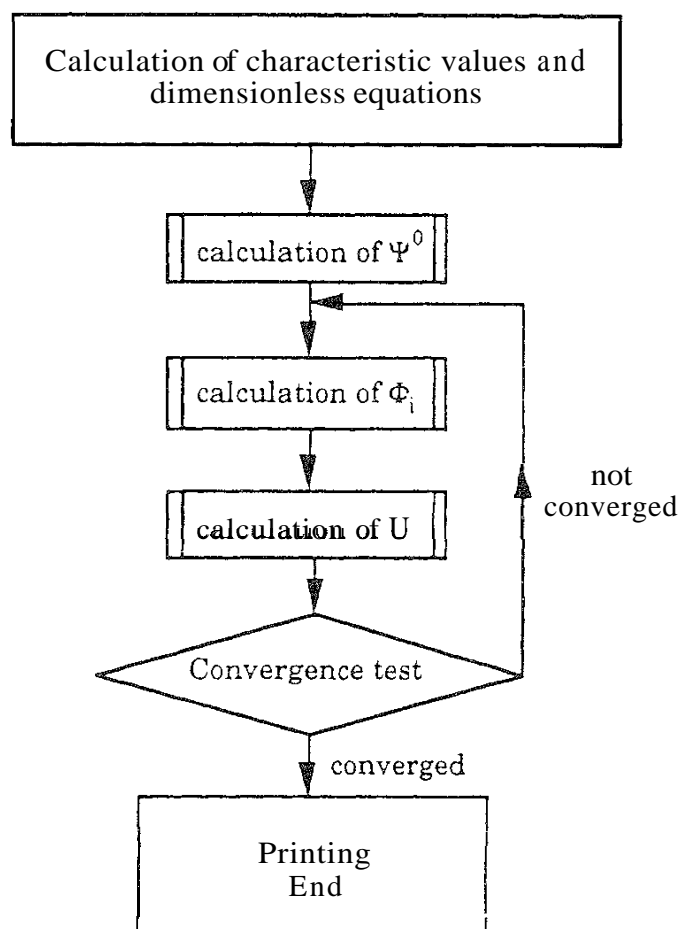 Calculation of characteristic values and
dimensionless equations
calculation of Ψ⁰
calculation of Φᵢ
calculation of U
not
converged
Convergence test
converged
Printing
End